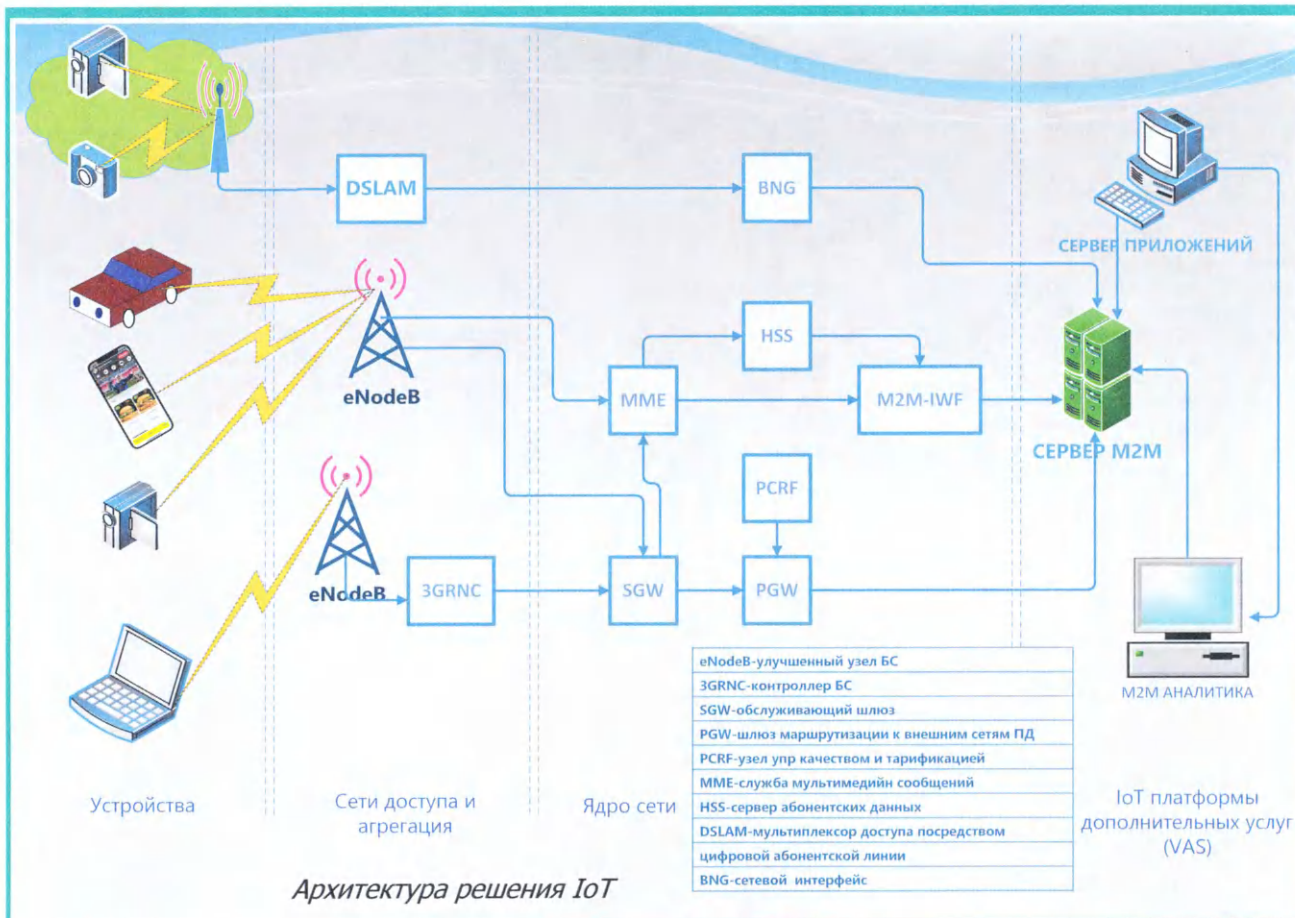 DSLAM
BNG
СЕРВЕР ПРИЛОЖЕНИЙ
HSS
eNodeB
MME
M2M-IWF
СЕРВЕР M2M
PCRF
eNodeB
3GRNC
SGW
PGW
M2M АНАЛИТИКА
eNodeB-улучшенный узел БС
3GRNC-контроллер БС
SGW-обслуживающий шлюз
PGW-шлюз маршрутизации к внешним сетям ПД
PCRF-узел упр качеством и тарификацией
MME-служба мультимедийн сообщений
HSS-сервер абонентских данных
DSLAM-мультиплексор доступа посредством
цифровой абонентской линии
BNG-сетевой интерфейс
Устройства
Сети доступа и
агрегация
Ядро сети
IoT платформы
дополнительных услуг
(VAS)
Архитектура решения IoT